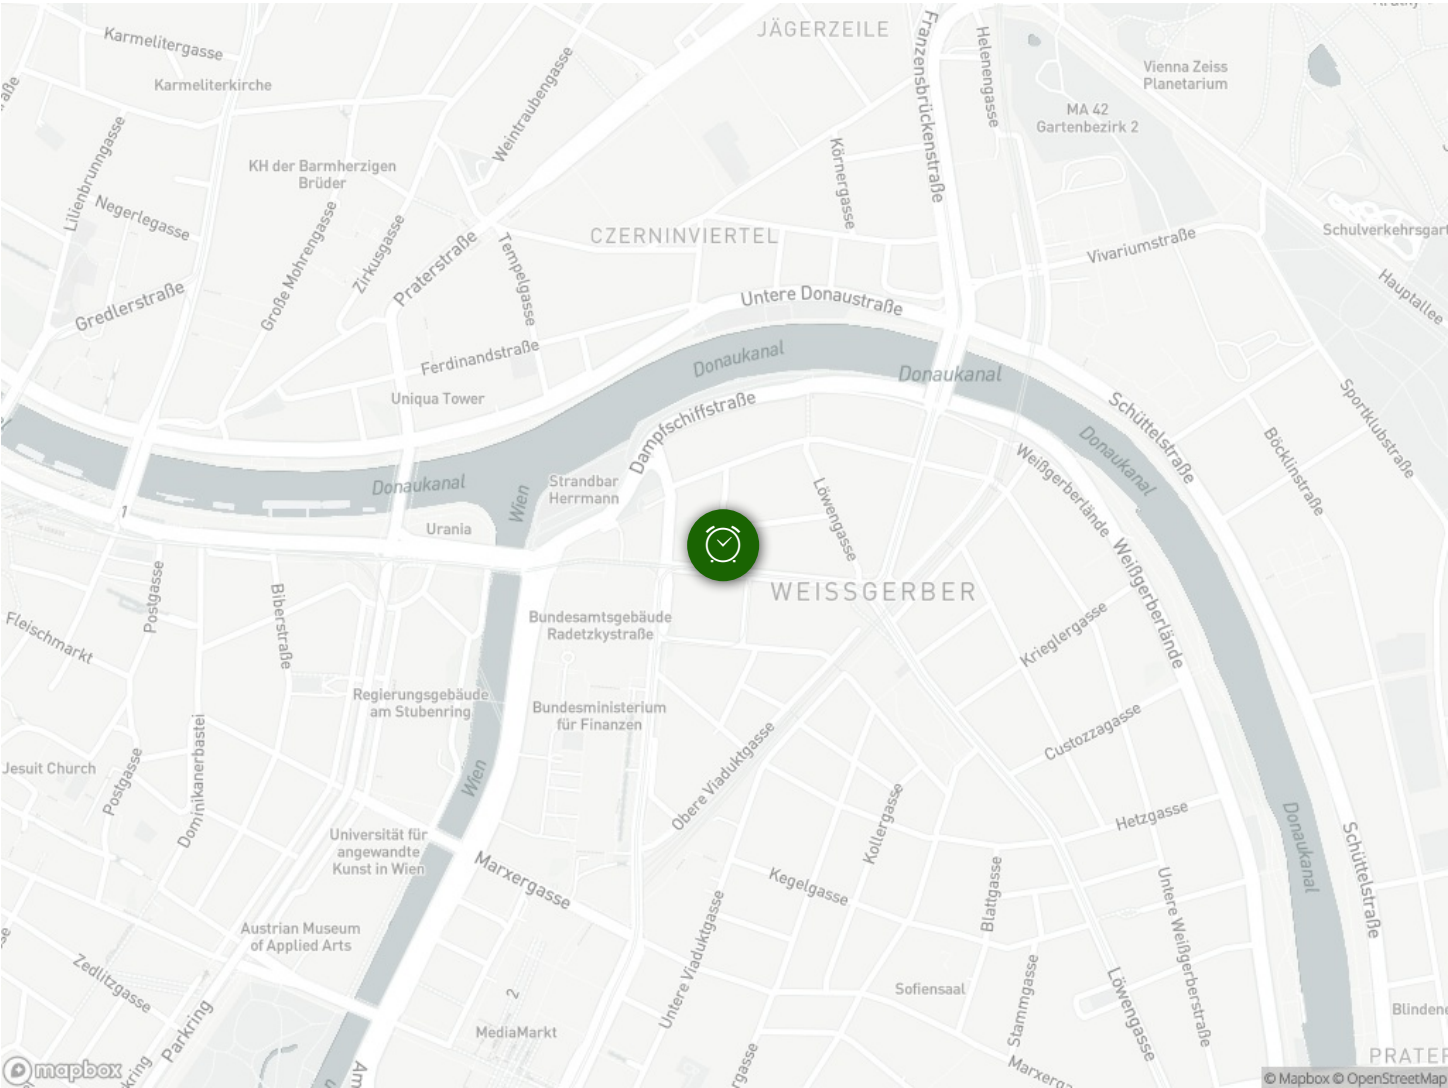 JÄGERZEILE
Karmelitergasse
Karmeliterkirche
Franzensbrückenstraße
Helenengasse
Vienna Zeiss
Planetarium
MA 42
Gartenbezirk 2
Weintraubengasse
Körnergasse
Lilienbrunngasse
KH der Barmherzigen
Brüder
Negerlegasse
Große Mohrengasse
Zirkusgasse
Praterstraße
Tempelgasse
CZERNINVIERTEL
Vivariumstraße
Schulverkehrsgart
Hauptallee
Gredlerstraße
Untere Donaustraße
Ferdinandstraße
Donaukanal
Donaukanal
Uniqua Tower
Dampfschiffstraße
Schüttelstraße
Sportklubstraße
Böcklinstraße
Donaukanal
Weißgerberlände
Donaukanal
Strandbar
Herrmann
Löwengasse
Wien
1
Urania
Postgasse
Biberstraße
Fleischmarkt
WEISSGERBER
Weißgerberlände
Bundesamtsgebäude
Radetzkystraße
Krieglergasse
Regierungsgebäude
am Stubenring
Bundesministerium
für Finanzen
Custozzagasse
Jesuit Church
Postgasse
Dominikanerbastei
Wien
Obere Viaduktgasse
Kollergasse
Hetzgasse
Donaukanal
Schüttelstraße
Universität für
angewandte
Kunst in Wien
Marxergasse
Kegelgasse
Blattgasse
Untere Weißgerberstraße
Austrian Museum
of Applied Arts
Zedlitzgasse
Parkring
Untere Viaduktgasse
2
MediaMarkt
Sofiensaal
Stammgasse
Löwengasse
Blindene
Marxerg
PRATER
mapbox
© Mapbox © OpenStreetMap